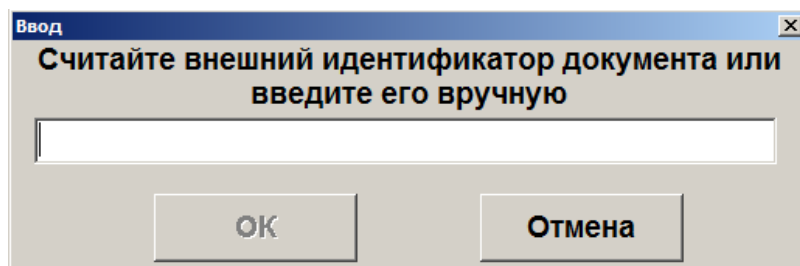 Ввод
Считайте внешний идентификатор документа или
введите его вручную
ОК
Отмена